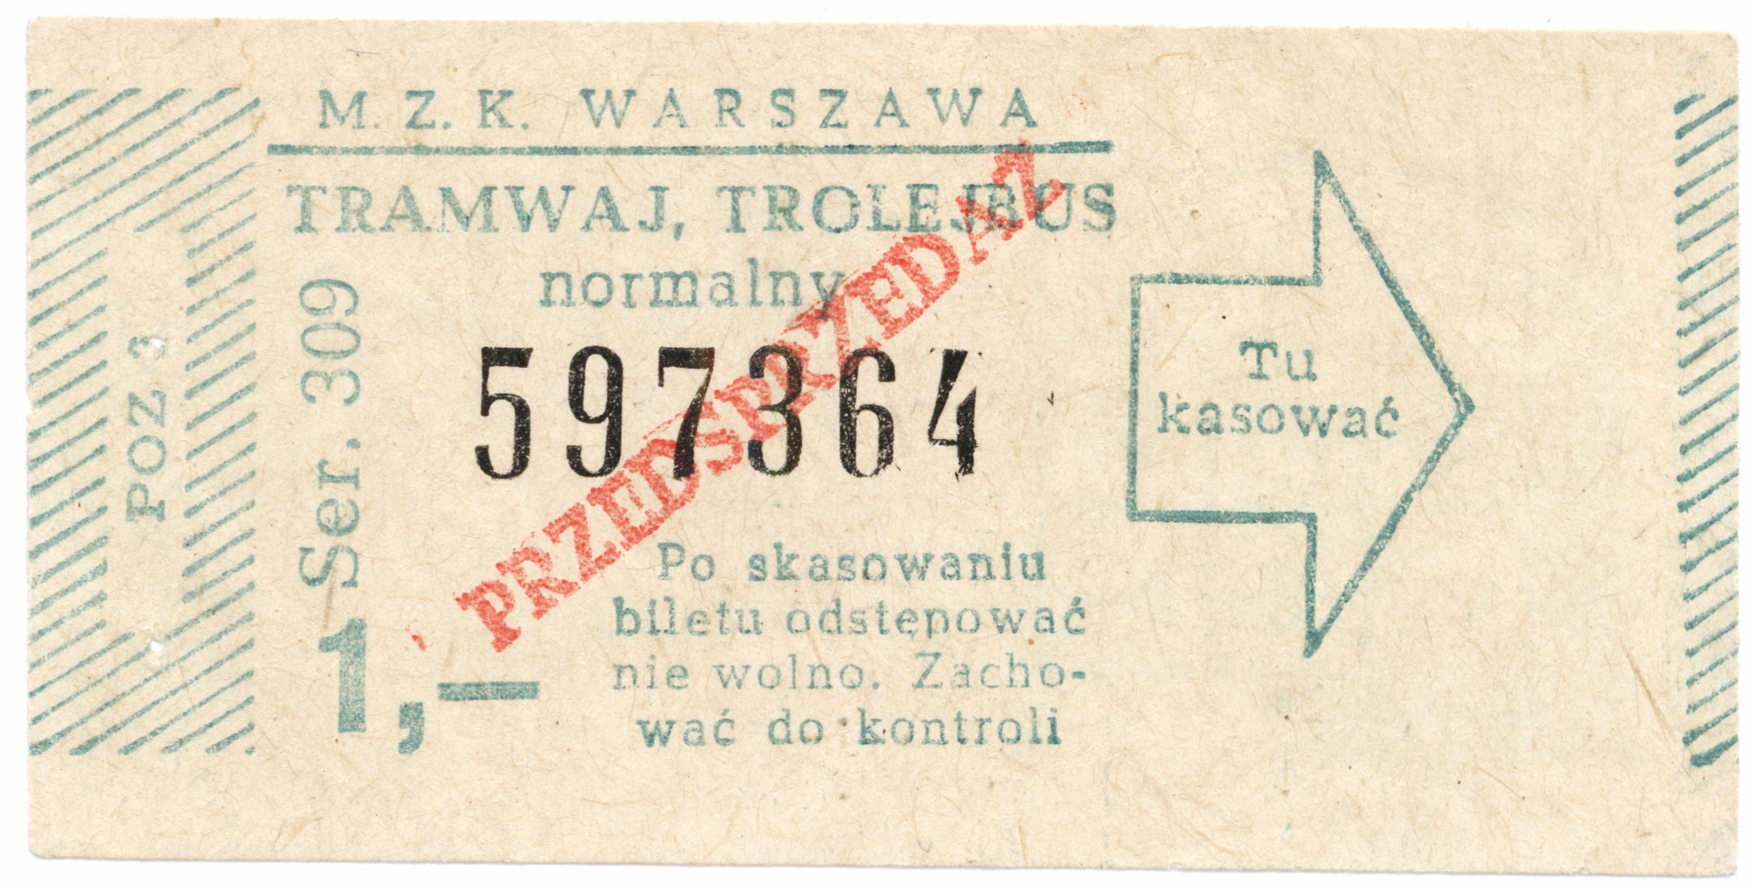 M. Z. K. WARSZAWA
TRAMWAJ, TROLEJBUS
normalny
597364
PRZEDSPRZEDAŻ
POZ 3
Ser. 309
1,—
Po skasowaniu
biletu odstępować
nie wolno. Zacho-
wać do kontroli
Tu
kasować